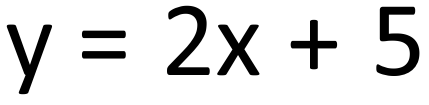 y = 2x + 5